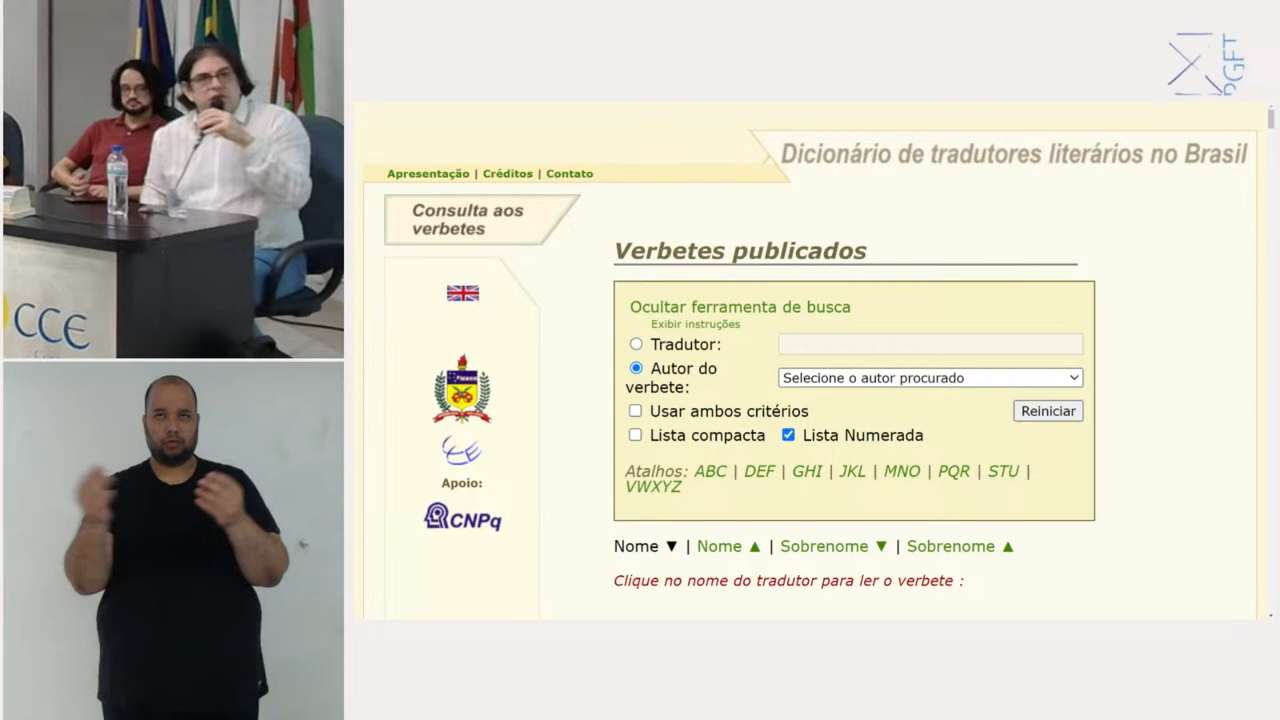 CCE
PGFT
Dicionário de tradutores literários no Brasil
Apresentação | Créditos | Contato
Consulta aos
verbetes
Verbetes publicados
Ocultar ferramenta de busca
Exibir instruções
Tradutor:
Autor do
verbete:
Selecione o autor procurado
Usar ambos critérios
Reiniciar
Lista compacta
Lista Numerada
Atalhos: ABC | DEF | GHI | JKL | MNO | PQR | STU |
VWXYZ
CCE
Apoio:
CNPq
Nome ▼ | Nome ▲ | Sobrenome ▼ | Sobrenome ▲
Clique no nome do tradutor para ler o verbete :